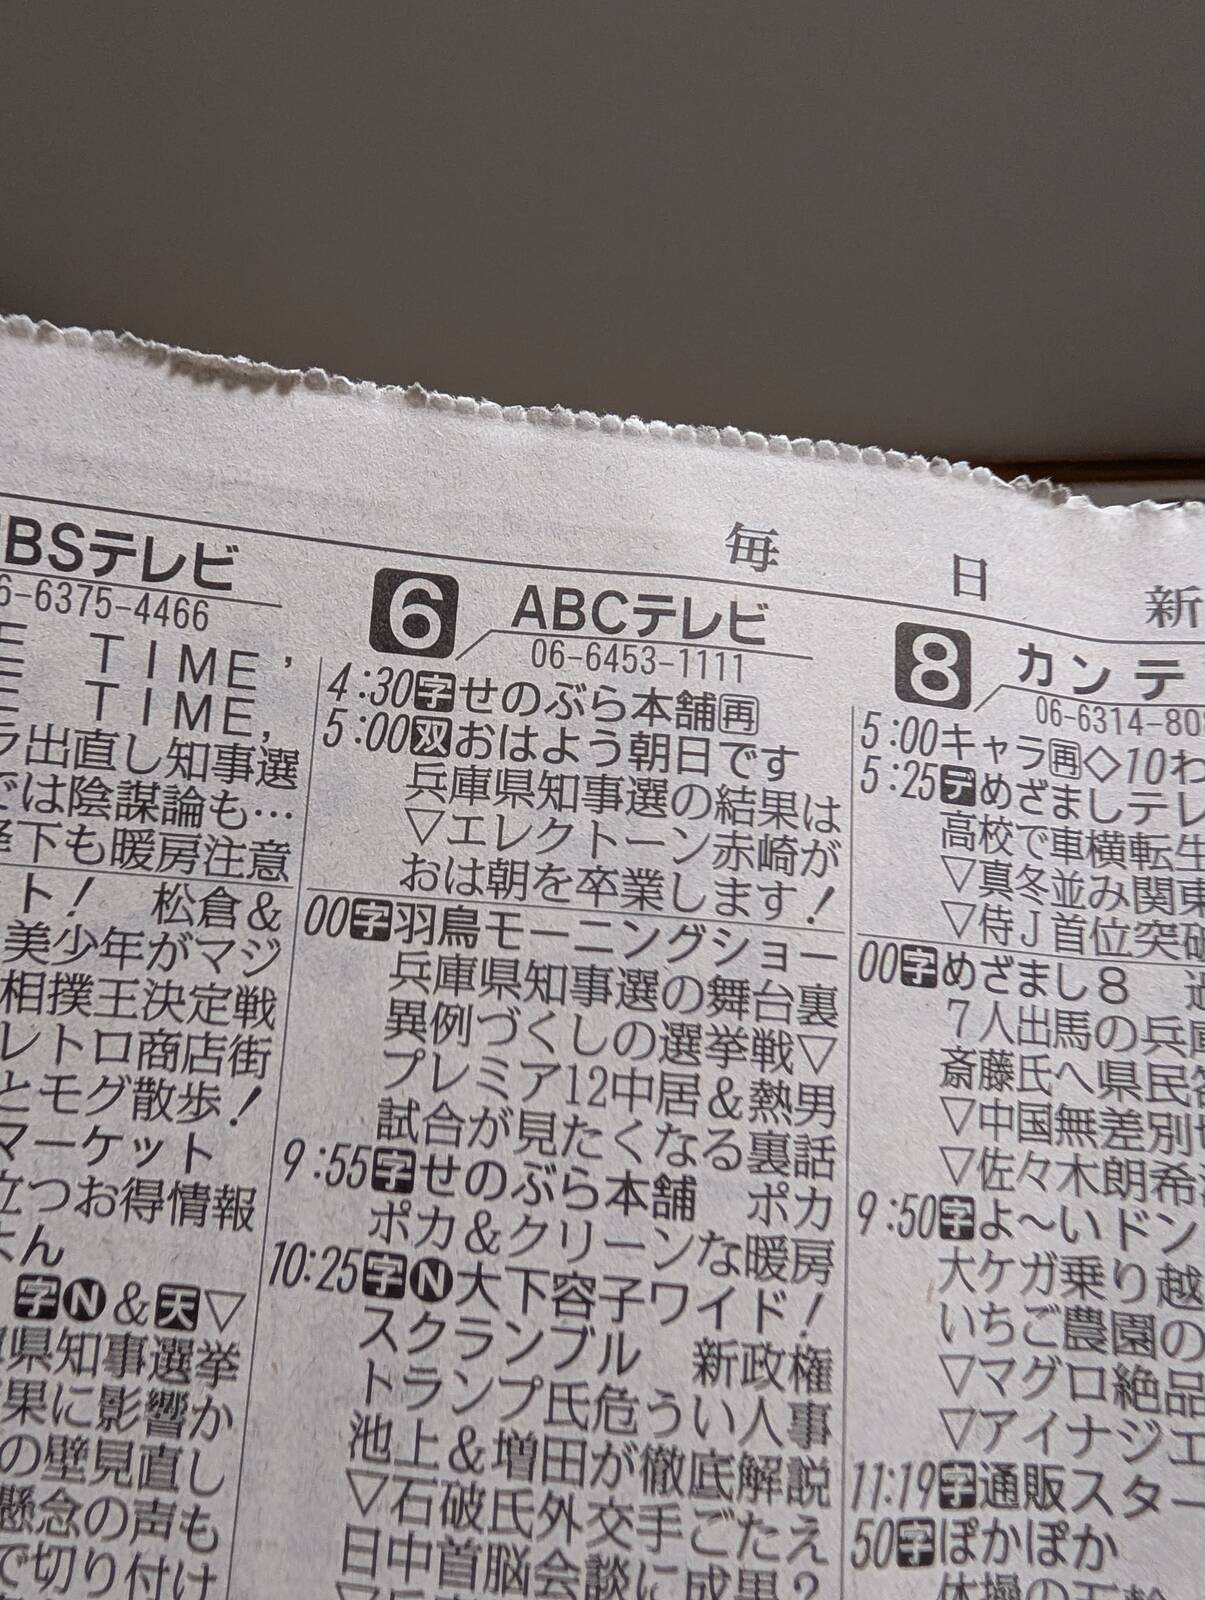 毎 日 新
BSテレビ
6-6375-4466
TIME,
TIME,
出直し知事選
では陰謀論も…
降下も暖房注意
ト! 松倉&
美少年がマジ
相撲王決定戦
レトロ商店街
とモグ散歩!
マーケット
立つお得情報
よん
字N&天▽
県知事選挙
果に影響か
の壁見直し
懸念の声も
で切り付け
6 ABCテレビ
06-6453-1111
4:30字せのぶら本舗再
5:00双おはよう朝日です
兵庫県知事選の結果は
▽エレクトーン赤崎が
おは朝を卒業します!
00字羽鳥モーニングショー
兵庫県知事選の舞台裏
異例づくしの選挙戦▽
プレミア12中居&熱男
試合が見たくなる裏話
9:55字せのぶら本舗 ポカ
ポカ&クリーンな暖房
10:25字N大下容子ワイド!
スクランブル 新政権
トランプ氏危うい人事
池上&増田が徹底解説
▽石破氏外交手ごたえ
日中首脳会談に成果?
8 カンテ
06-6314-80
5:00キャラ再◇10わ
5:25デめざましテレ
高校で車横転生
▽真冬並み関東
▽侍J首位突破
00字めざまし8
7人出馬の兵庫
斎藤氏へ県民
▽中国無差別
▽佐々木朗希
9:50字よ〜いドン
大ケガ乗り越
いちご農園の
▽マグロ絶品
▽アイナジエ
11:19字通販スター
50字ぽかぽか